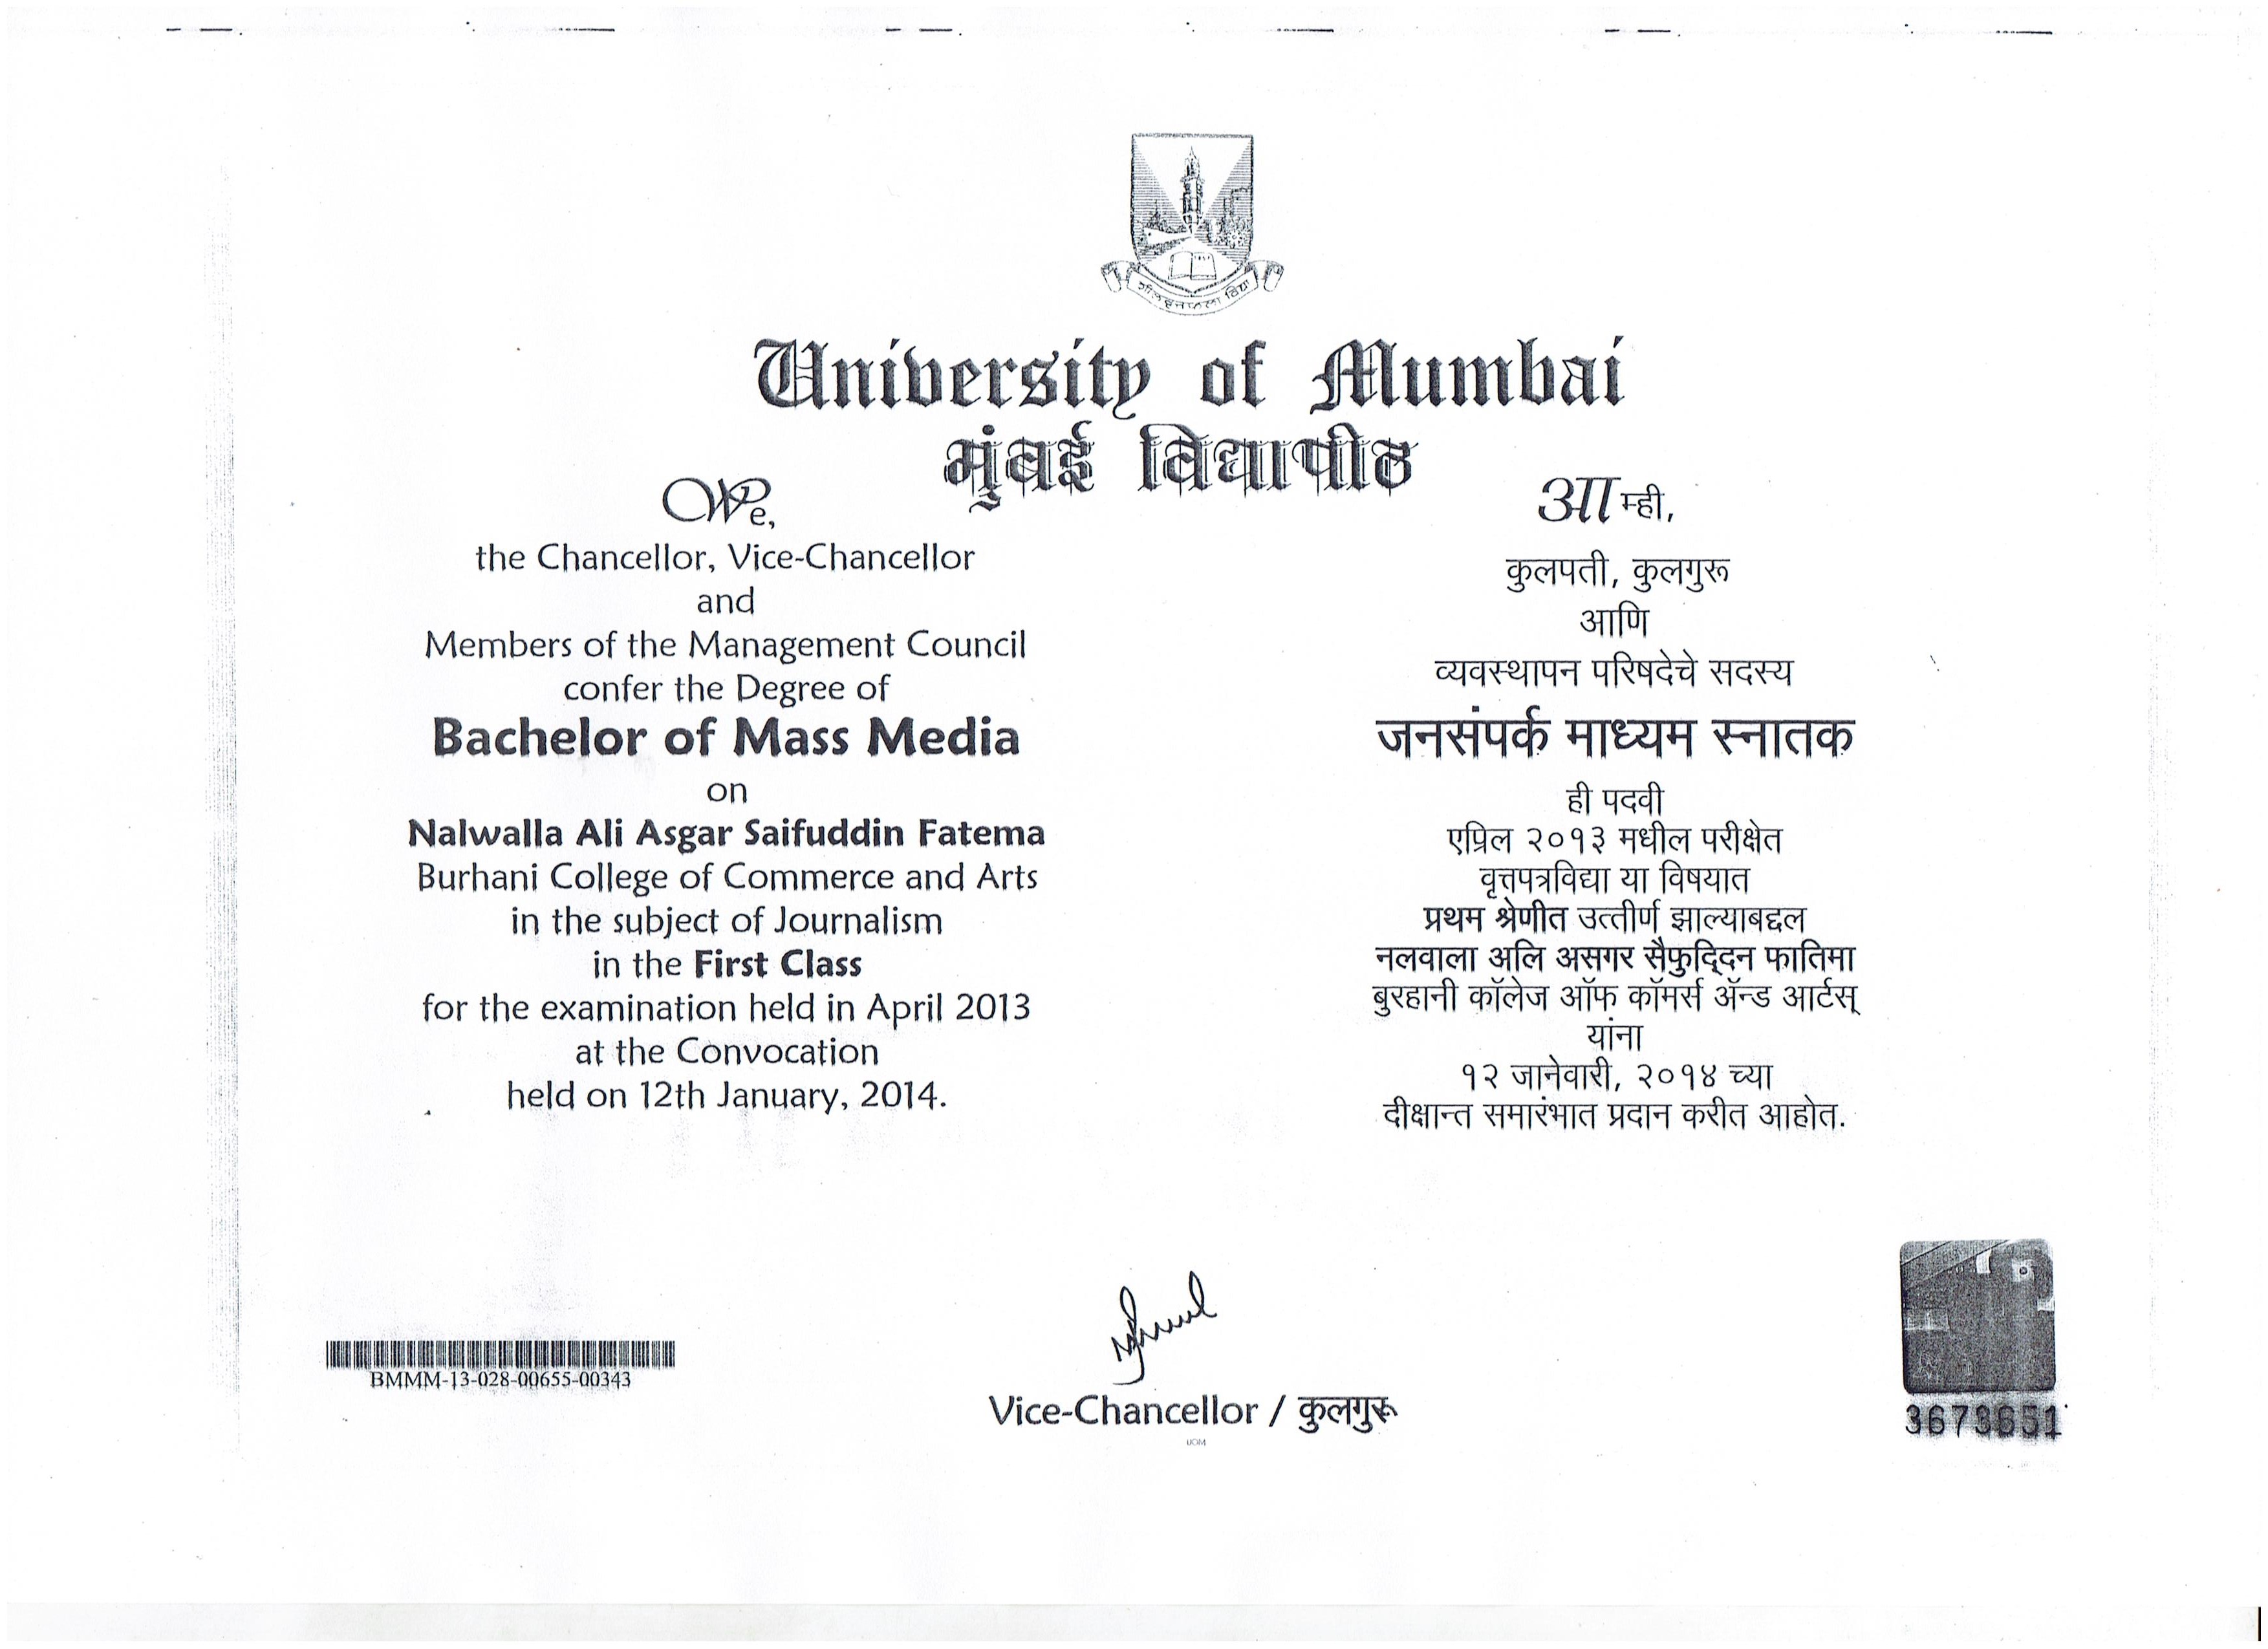 शीलवृतफला विद्या
University of Mumbai
मुंबई विद्यापीठ
We,
the Chancellor, Vice-Chancellor
and
Members of the Management Council
confer the Degree of
Bachelor of Mass Media
on
Nalwalla Ali Asgar Saifuddin Fatema
Burhani College of Commerce and Arts
in the subject of Journalism
in the First Class
for the examination held in April 2013
at the Convocation
held on 12th January, 2014.
आम्ही,
कुलपती, कुलगुरू
आणि
व्यवस्थापन परिषदेचे सदस्य
जनसंपर्क माध्यम स्नातक
ही पदवी
एप्रिल २०१३ मधील परीक्षेत
वृत्तपत्रविद्या या विषयात
प्रथम श्रेणीत उत्तीर्ण झाल्याबद्दल
नलवाला अलि असगर सैफुद्दिन फातिमा
बुरहानी कॉलेज ऑफ कॉमर्स ॲन्ड आर्टस्
यांना
१२ जानेवारी, २०१४ च्या
दीक्षान्त समारंभात प्रदान करीत आहोत.
BMMM-13-028-00655-00343
Vice-Chancellor / कुलगुरू
UOM
3673651